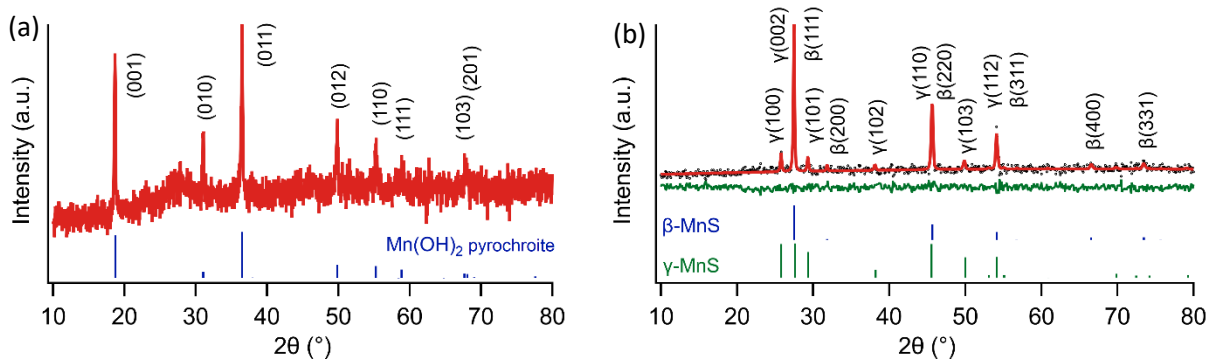 (a)
Intensity (a.u.)
(001)
(010)
(011)
(012)
(110)
(111)
(103)
(201)
Mn(OH)₂ pyrochroite
10 20 30 40 50 60 70 80
2θ (°)
(b)
Intensity (a.u.)
γ(100)
γ(002)
β(111)
γ(101)
β(200)
γ(102)
γ(110)
β(220)
γ(103)
γ(112)
β(311)
β(400)
β(331)
β-MnS
γ-MnS
10 20 30 40 50 60 70 80
2θ (°)